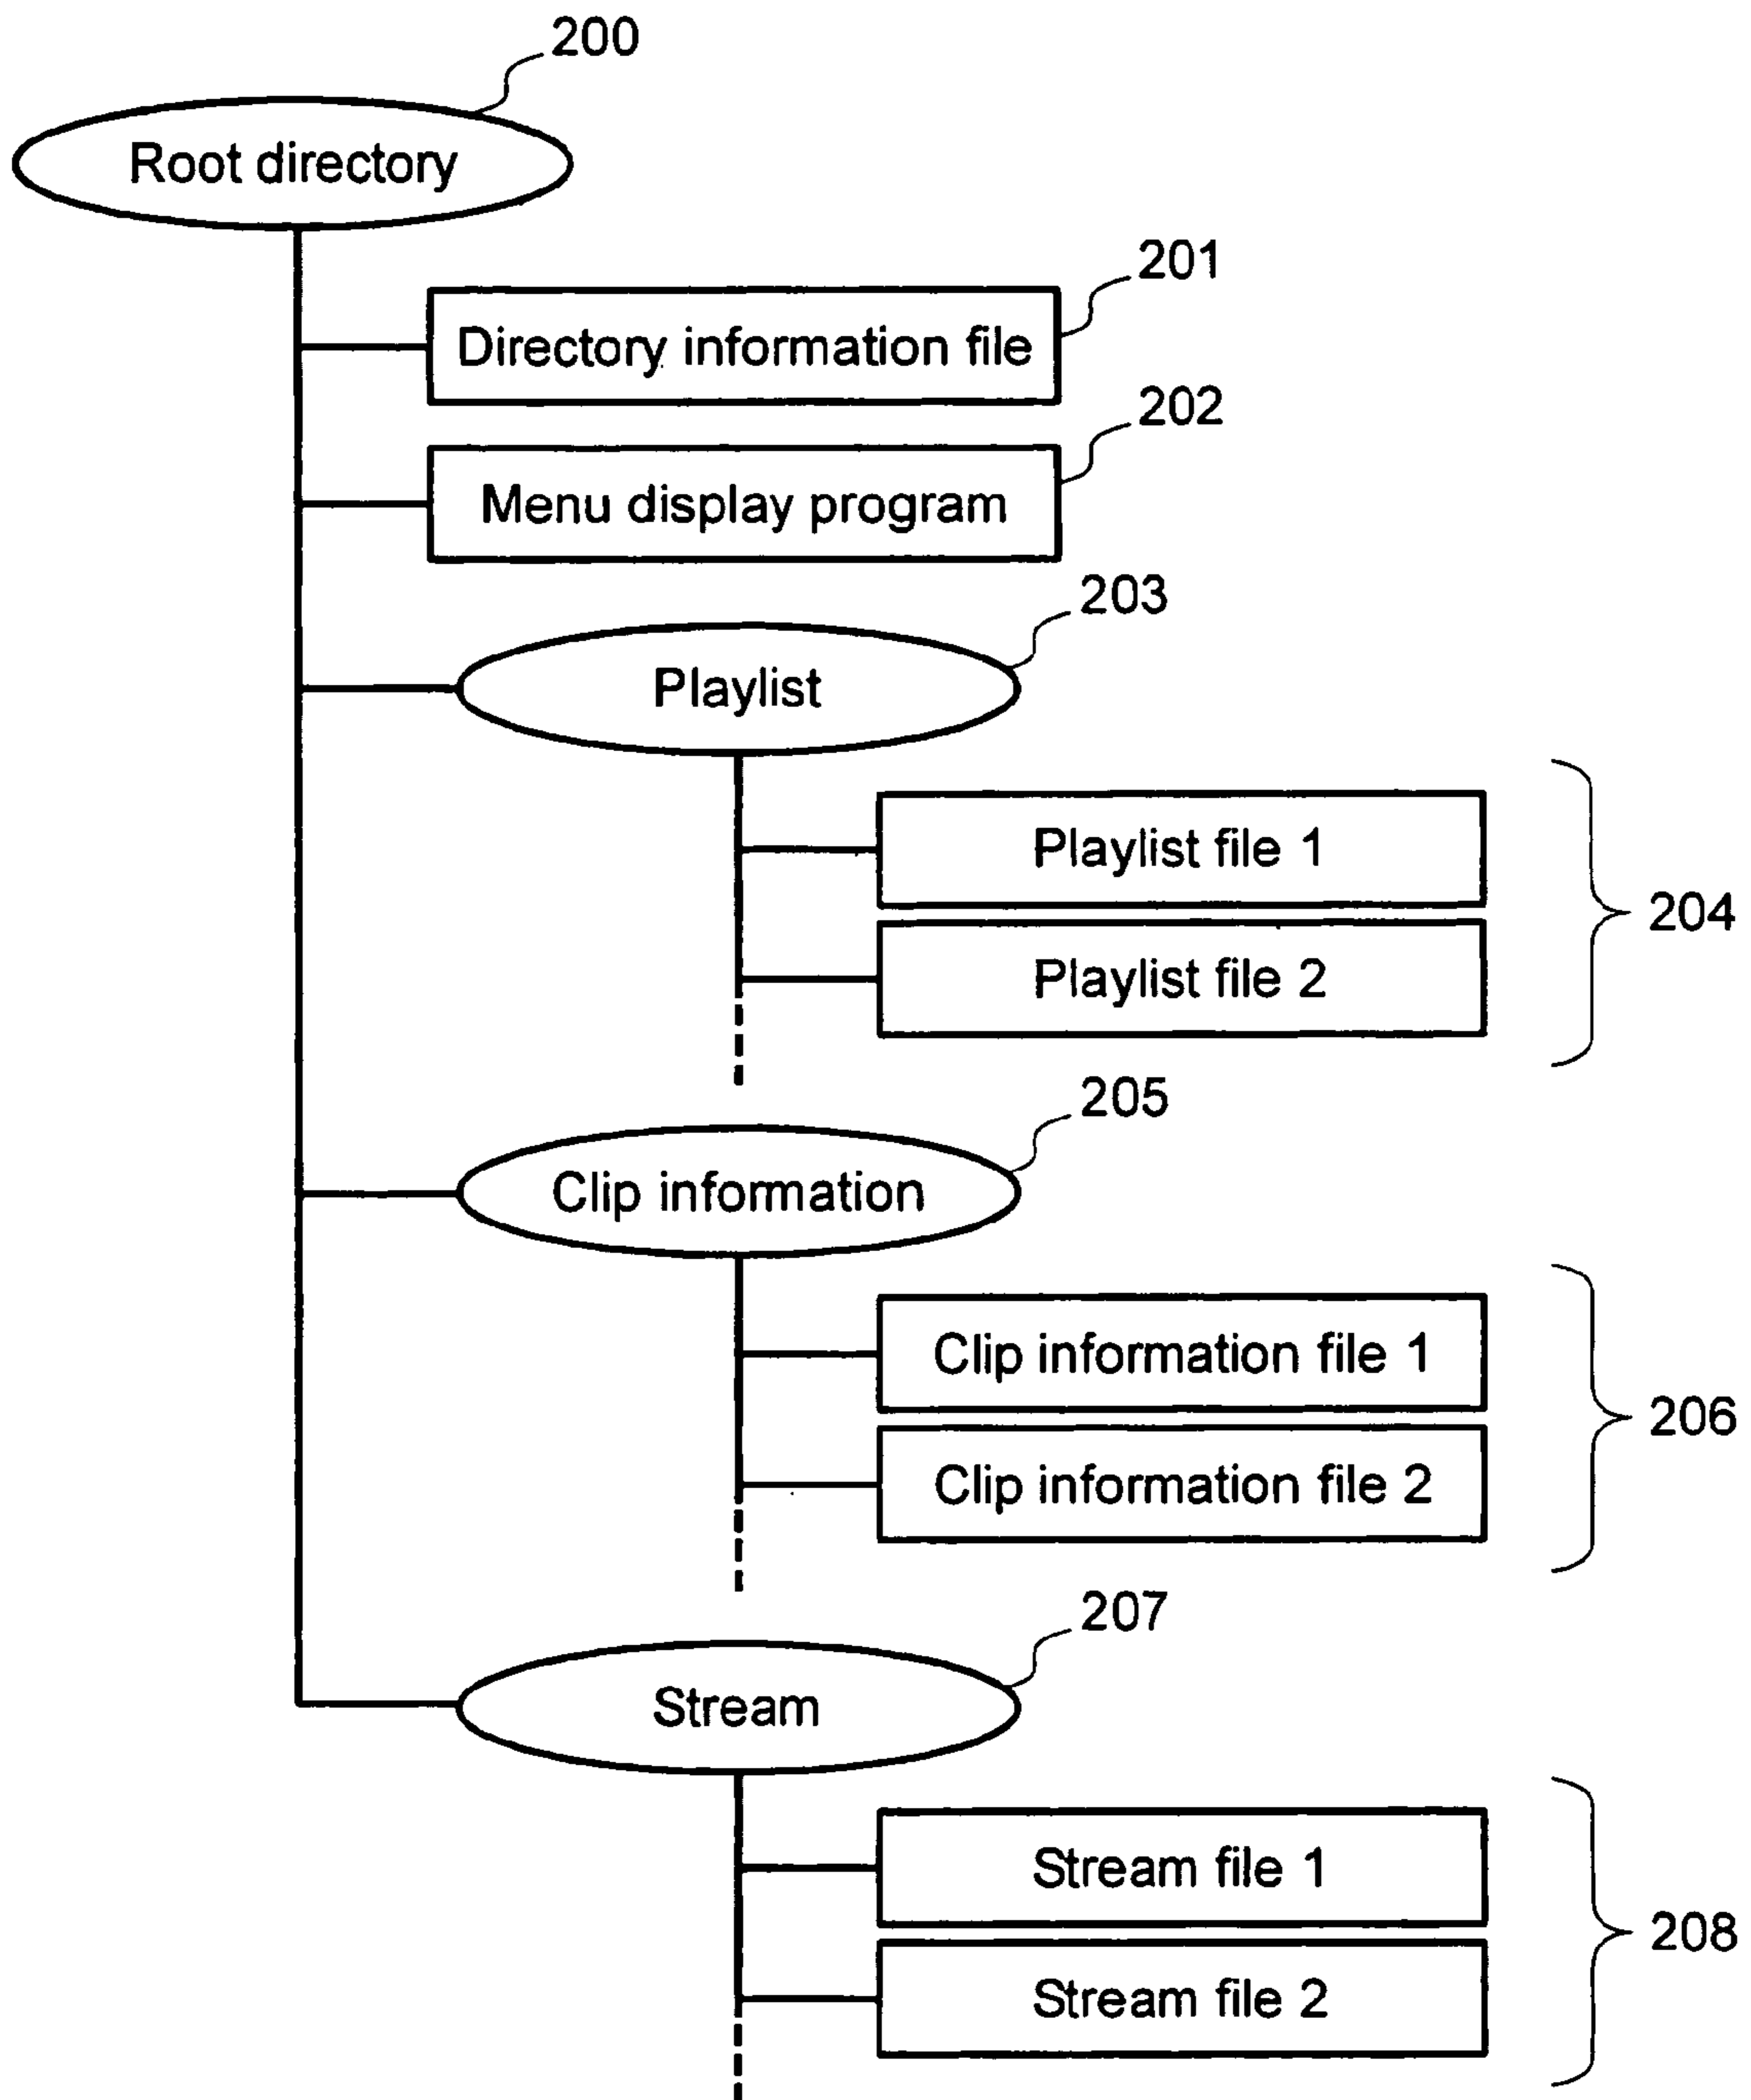 200
Root directory
201
Directory information file
202
Menu display program
203
Playlist
Playlist file 1
204
Playlist file 2
205
Clip information
Clip information file 1
206
Clip information file 2
207
Stream
Stream file 1
208
Stream file 2